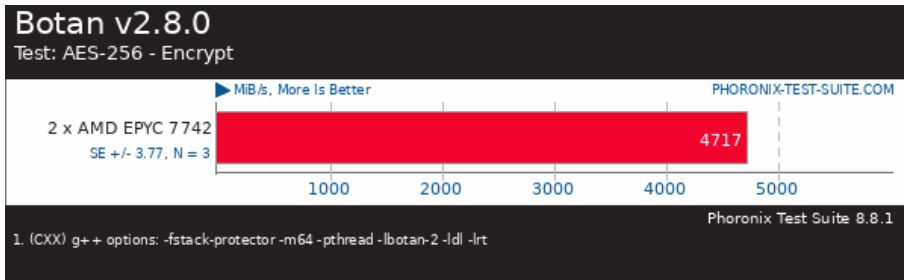 Botan v2.8.0
Test: AES-256 - Encrypt
MiB/s, More Is Better
PHORONIX-TEST-SUITE.COM
2 x AMD EPYC 7742
4717
SE +/- 3.77, N = 3
1000 2000 3000 4000 5000
Phoronix Test Suite 8.8.1
1. (CXX) g++ options: -fstack-protector -m64 -pthread -lbotan-2 -ldl -lrt